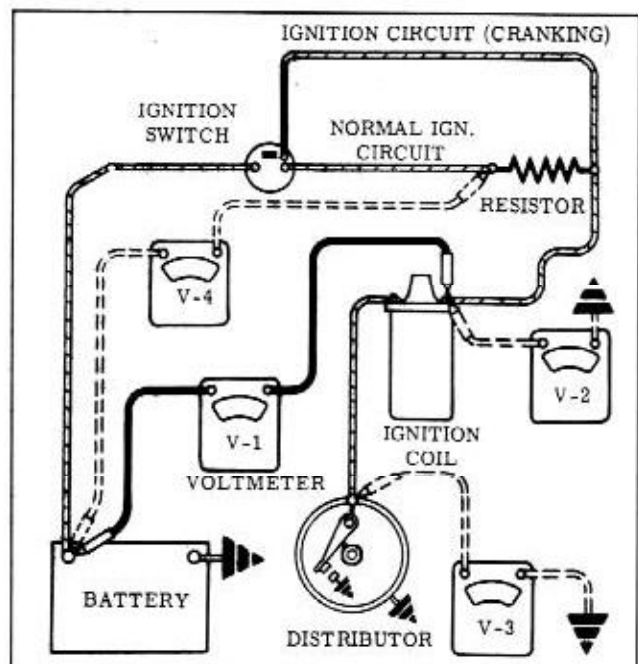 IGNITION CIRCUIT (CRANKING)
IGNITION
SWITCH
NORMAL IGN.
CIRCUIT
RESISTOR
V-4
V-2
V-1
IGNITION
COIL
VOLTMETER
BATTERY
DISTRIBUTOR
V-3